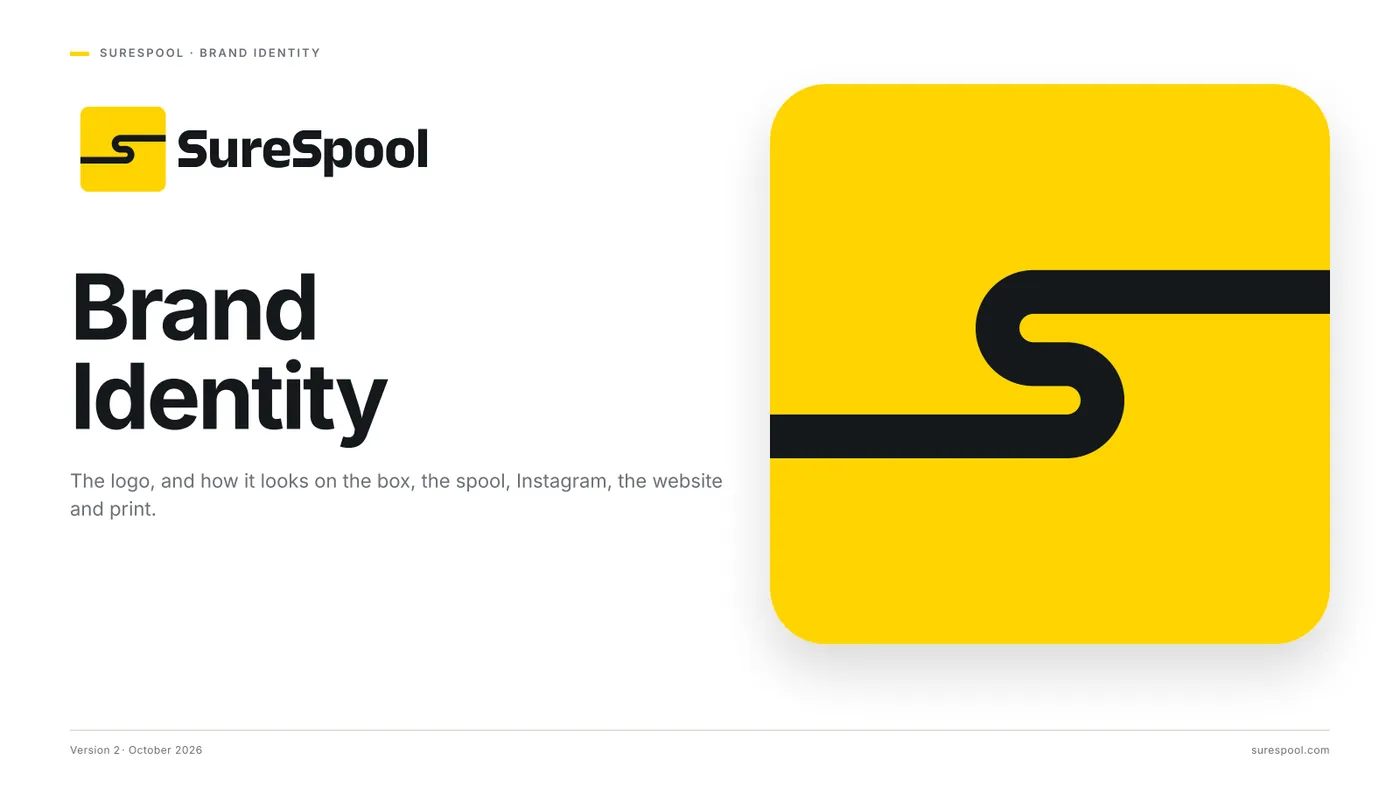 SURESPOOL · BRAND IDENTITY
SureSpool
Brand
Identity
The logo, and how it looks on the box, the spool, Instagram, the website
and print.
Version 2 · October 2026
surespool.com